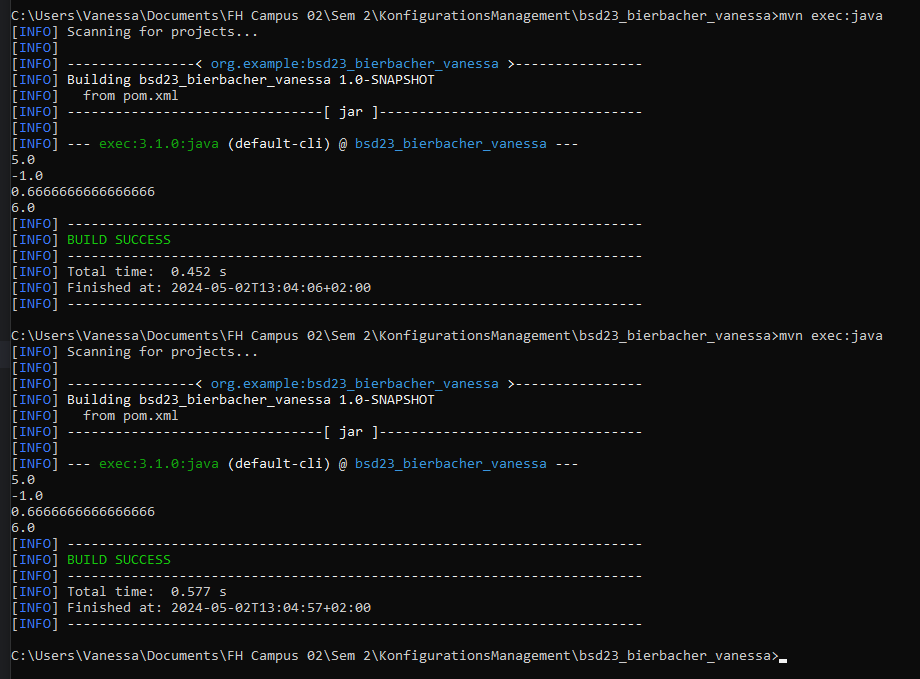 C:\Users\Vanessa\Documents\FH Campus 02\Sem 2\KonfigurationsManagement\bsd23_bierbacher_vanessa>mvn exec:java
[INFO] Scanning for projects...
[INFO]
[INFO] ----------------< org.example:bsd23_bierbacher_vanessa >----------------
[INFO] Building bsd23_bierbacher_vanessa 1.0-SNAPSHOT
[INFO]   from pom.xml
[INFO] --------------------------------[ jar ]---------------------------------
[INFO]
[INFO] --- exec:3.1.0:java (default-cli) @ bsd23_bierbacher_vanessa ---
5.0
-1.0
0.6666666666666666
6.0
[INFO] ------------------------------------------------------------------------
[INFO] BUILD SUCCESS
[INFO] ------------------------------------------------------------------------
[INFO] Total time:  0.452 s
[INFO] Finished at: 2024-05-02T13:04:06+02:00
[INFO] ------------------------------------------------------------------------
C:\Users\Vanessa\Documents\FH Campus 02\Sem 2\KonfigurationsManagement\bsd23_bierbacher_vanessa>mvn exec:java
[INFO] Scanning for projects...
[INFO]
[INFO] ----------------< org.example:bsd23_bierbacher_vanessa >----------------
[INFO] Building bsd23_bierbacher_vanessa 1.0-SNAPSHOT
[INFO]   from pom.xml
[INFO] --------------------------------[ jar ]---------------------------------
[INFO]
[INFO] --- exec:3.1.0:java (default-cli) @ bsd23_bierbacher_vanessa ---
5.0
-1.0
0.6666666666666666
6.0
[INFO] ------------------------------------------------------------------------
[INFO] BUILD SUCCESS
[INFO] ------------------------------------------------------------------------
[INFO] Total time:  0.577 s
[INFO] Finished at: 2024-05-02T13:04:57+02:00
[INFO] ------------------------------------------------------------------------
C:\Users\Vanessa\Documents\FH Campus 02\Sem 2\KonfigurationsManagement\bsd23_bierbacher_vanessa>